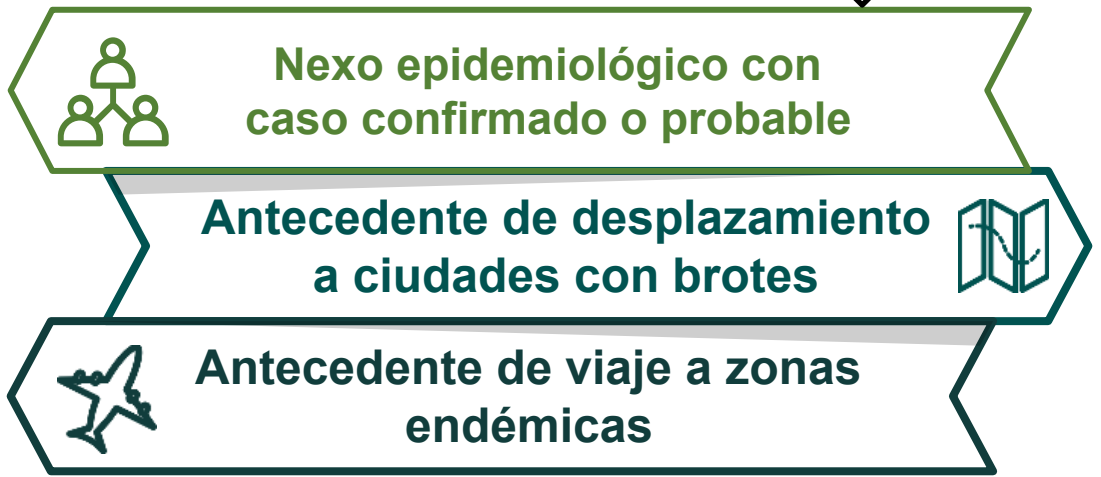 Nexo epidemiológico con
caso confirmado o probable
Antecedente de desplazamiento
a ciudades con brotes
Antecedente de viaje a zonas
endémicas